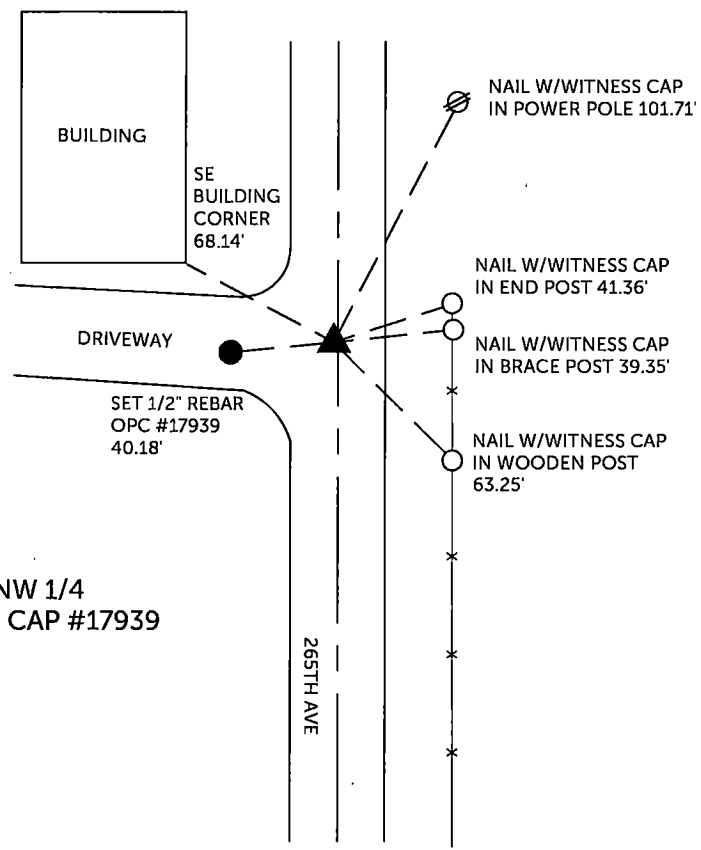 NAIL W/WITNESS CAP
IN POWER POLE 101.71'
BUILDING
SE
BUILDING
CORNER
68.14'
NAIL W/WITNESS CAP
IN END POST 41.36'
DRIVEWAY
NAIL W/WITNESS CAP
IN BRACE POST 39.35'
SET 1/2" REBAR
OPC #17939
40.18'
NAIL W/WITNESS CAP
IN WOODEN POST
63.25'
NW 1/4
CAP #17939
265TH AVE